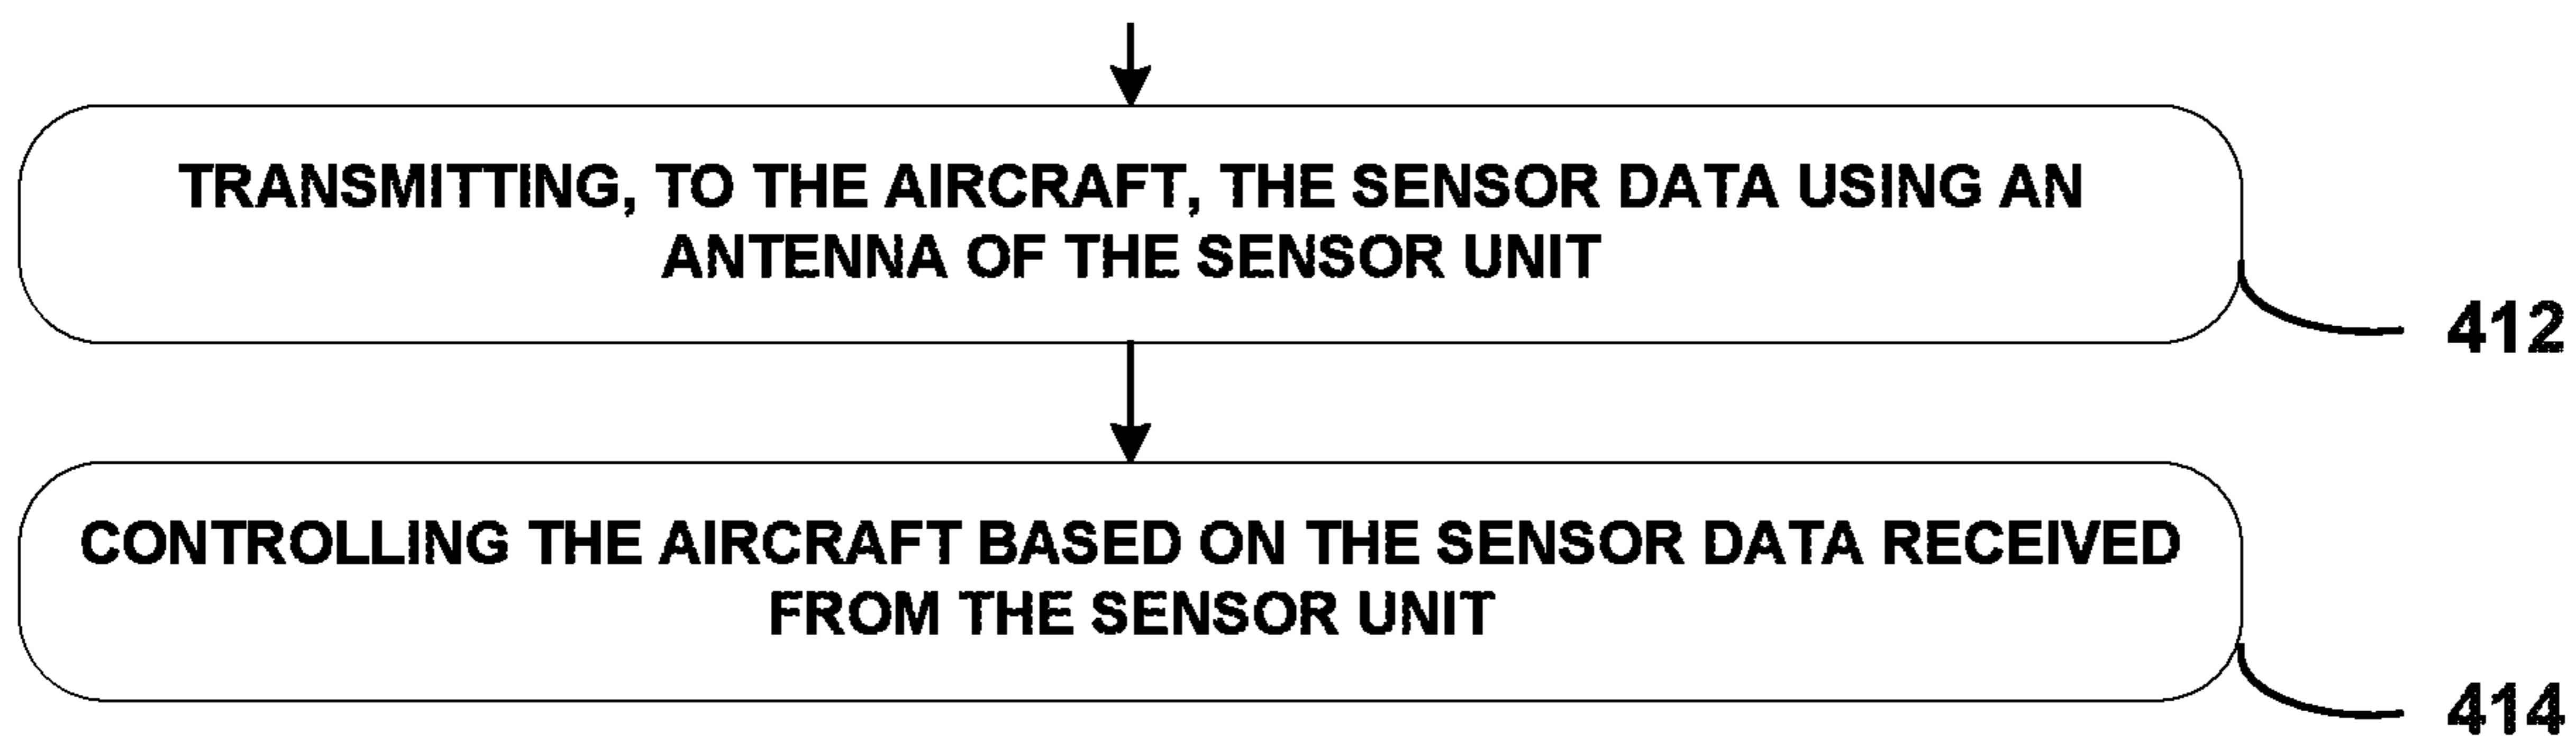 TRANSMITTING, TO THE AIRCRAFT, THE SENSOR DATA USING AN
ANTENNA OF THE SENSOR UNIT
412
CONTROLLING THE AIRCRAFT BASED ON THE SENSOR DATA RECEIVED
FROM THE SENSOR UNIT
414